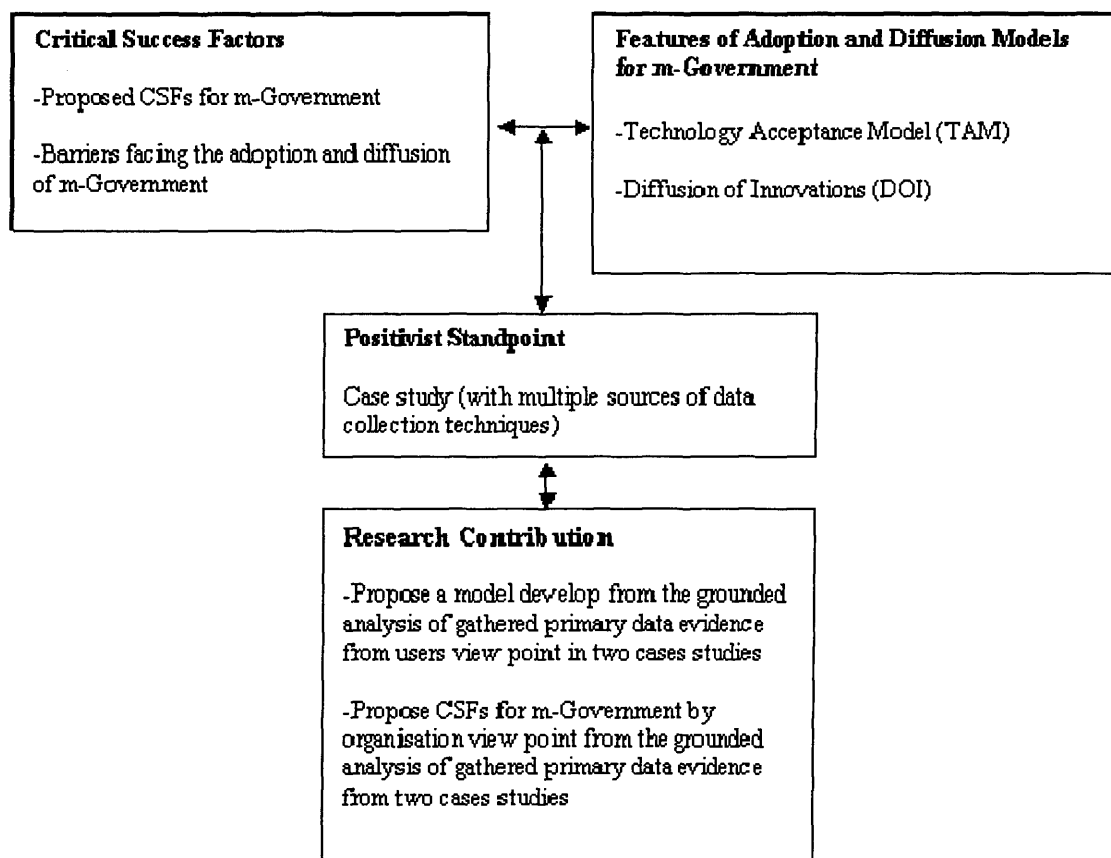 Critical Success Factors
-Proposed CSFs for m-Government
-Barriers facing the adoption and diffusion
of m-Government
Features of Adoption and Diffusion Models
for m-Government
-Technology Acceptance Model (TAM)
-Diffusion of Innovations (DOI)
Positivist Standpoint
Case study (with multiple sources of data
collection techniques)
Research Contribution
-Propose a model develop from the grounded
analysis of gathered primary data evidence
from users view point in two cases studies
-Propose CSFs for m-Government by
organisation view point from the grounded
analysis of gathered primary data evidence
from two cases studies